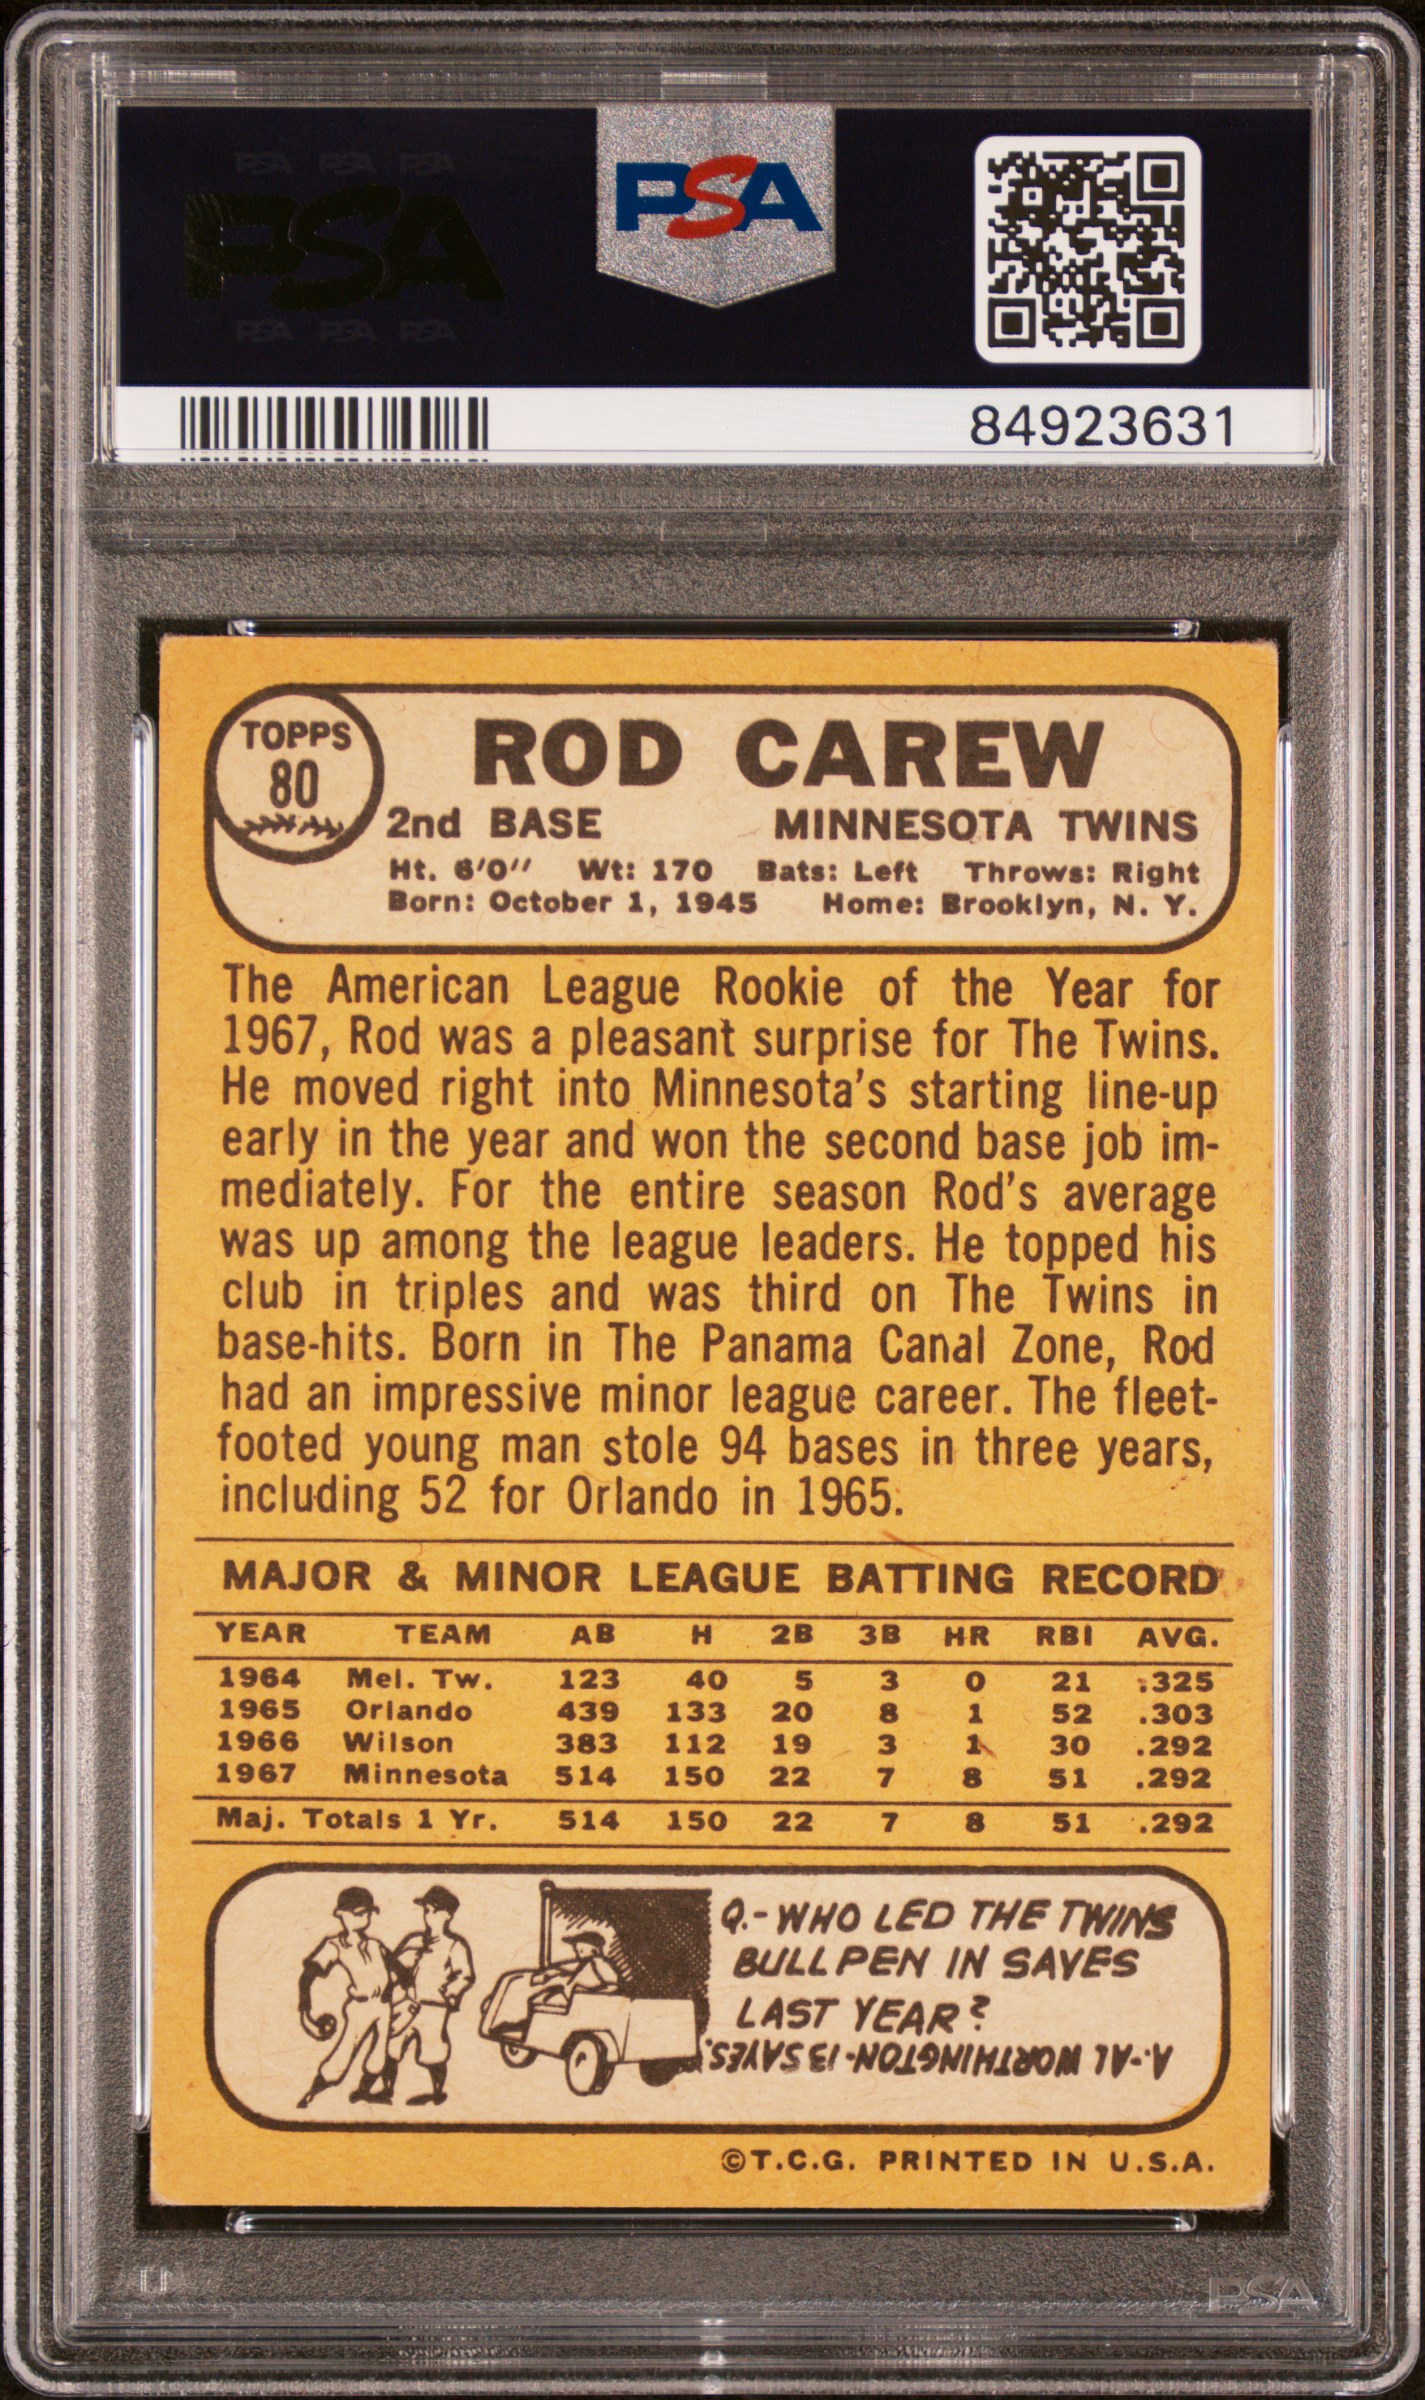 PSA PSA PSA
PSA
PSA PSA PSA
PSA
84923631
TOPPS
80
ROD CAREW
2nd BASE MINNESOTA TWINS
Ht. 6'0" Wt: 170 Bats: Left Throws: Right
Born: October 1, 1945 Home: Brooklyn, N. Y.
The American League Rookie of the Year for
1967, Rod was a pleasant surprise for The Twins.
He moved right into Minnesota's starting line-up
early in the year and won the second base job im-
mediately. For the entire season Rod's average
was up among the league leaders. He topped his
club in triples and was third on The Twins in
base-hits. Born in The Panama Canal Zone, Rod
had an impressive minor league career. The fleet-
footed young man stole 94 bases in three years,
including 52 for Orlando in 1965.
MAJOR & MINOR LEAGUE BATTING RECORD
YEAR TEAM AB H 2B 3B HR RBI AVG.
1964 Mel. Tw. 123 40 5 3 0 21 .325
1965 Orlando 439 133 20 8 1 52 .303
1966 Wilson 383 112 19 3 1 30 .292
1967 Minnesota 514 150 22 7 8 51 .292
Maj. Totals 1 Yr. 514 150 22 7 8 51 .292
Q.-WHO LED THE TWINS
BULLPEN IN SAVES
LAST YEAR?
A.-AL WORTHINGTON-13 SAVES.
©T.C.G. PRINTED IN U.S.A.
PSA